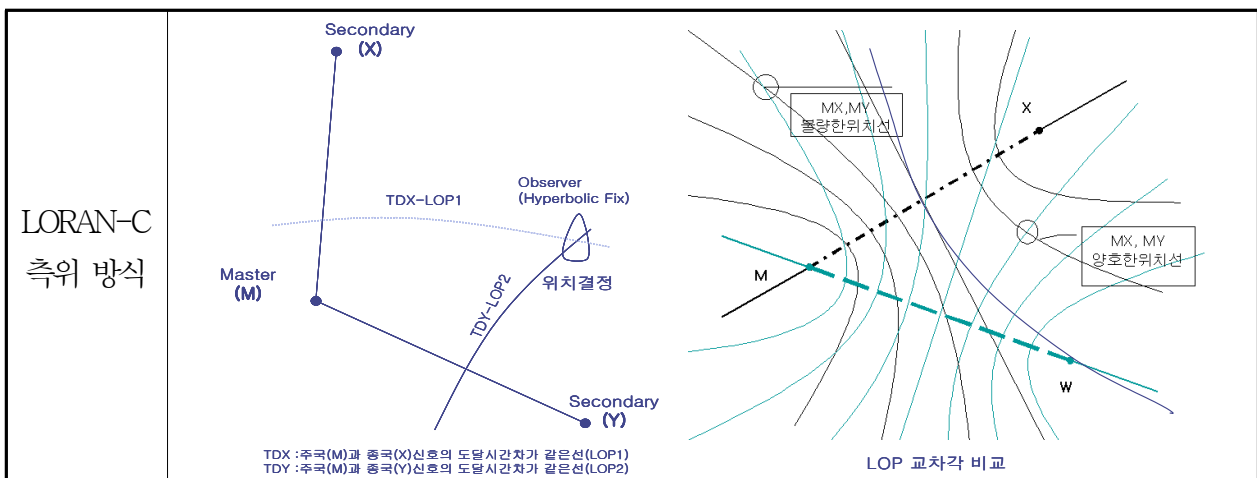 LORAN-C
측위 방식
Secondary
(X)
TDX-LOP1
Observer
(Hyperbolic Fix)
위치결정
Master
(M)
TDY-LOP2
Secondary
(Y)
TDX :주국(M)과 종국(X)신호의 도달시간차가 같은선(LOP1)
TDY :주국(M)과 종국(Y)신호의 도달시간차가 같은선(LOP2)
MX,MY
불량한위치선
X
MX, MY
양호한위치선
M
W
LOP 교차각 비교